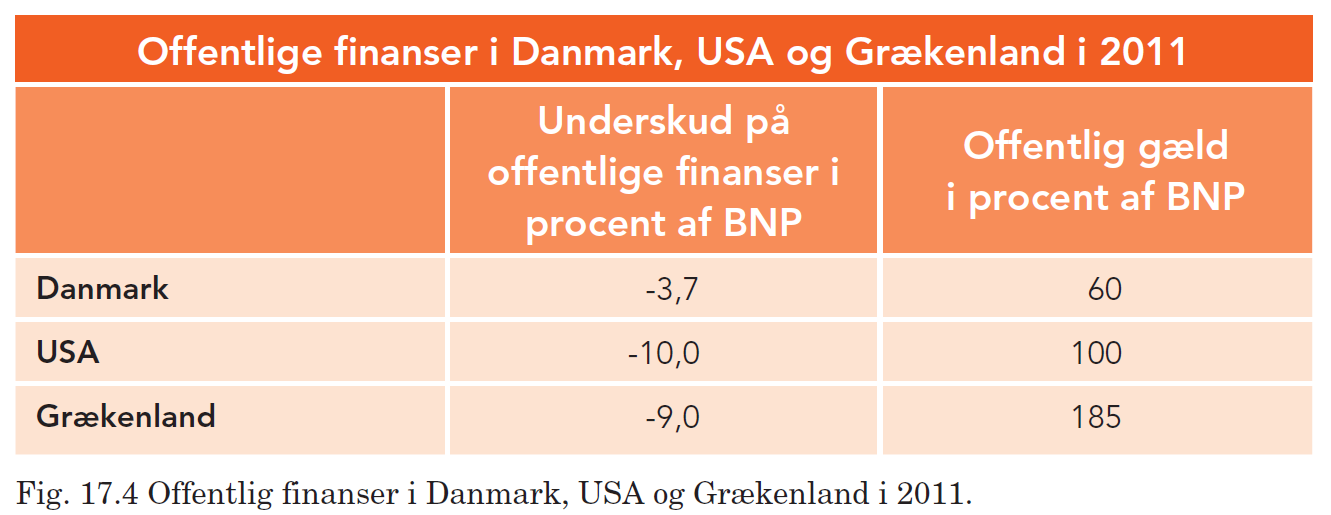 Offentlige finanser i Danmark, USA og Grækenland i 2011
Underskud på
offentlige finanser i
procent af BNP
Offentlig gæld
i procent af BNP
Danmark -3,7 60
USA -10,0 100
Grækenland -9,0 185
Fig. 17.4 Offentlig finanser i Danmark, USA og Grækenland i 2011.